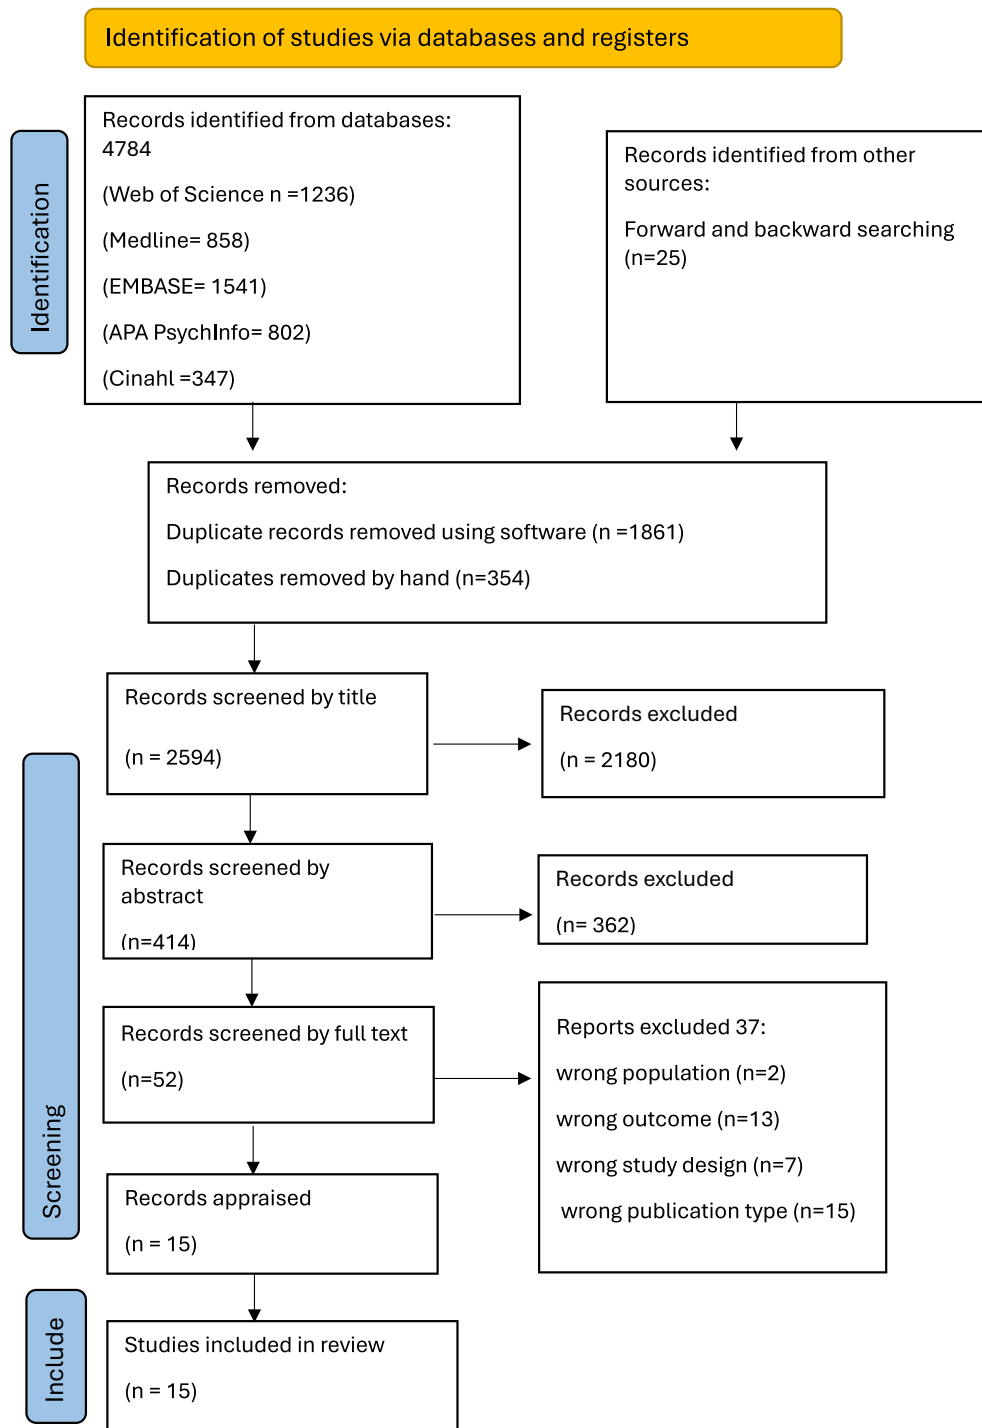 Identification of studies via databases and registers
Identification
Records identified from databases:
4784
(Web of Science n =1236)
(Medline= 858)
(EMBASE= 1541)
(APA PsychInfo= 802)
(Cinahl =347)
Records identified from other
sources:
Forward and backward searching
(n=25)
Records removed:
Duplicate records removed using software (n =1861)
Duplicates removed by hand (n=354)
Screening
Records screened by title
(n = 2594)
Records excluded
(n = 2180)
Records screened by
abstract
(n=414)
Records excluded
(n= 362)
Records screened by full text
(n=52)
Reports excluded 37:
wrong population (n=2)
wrong outcome (n=13)
wrong study design (n=7)
wrong publication type (n=15)
Records appraised
(n = 15)
Include
Studies included in review
(n = 15)